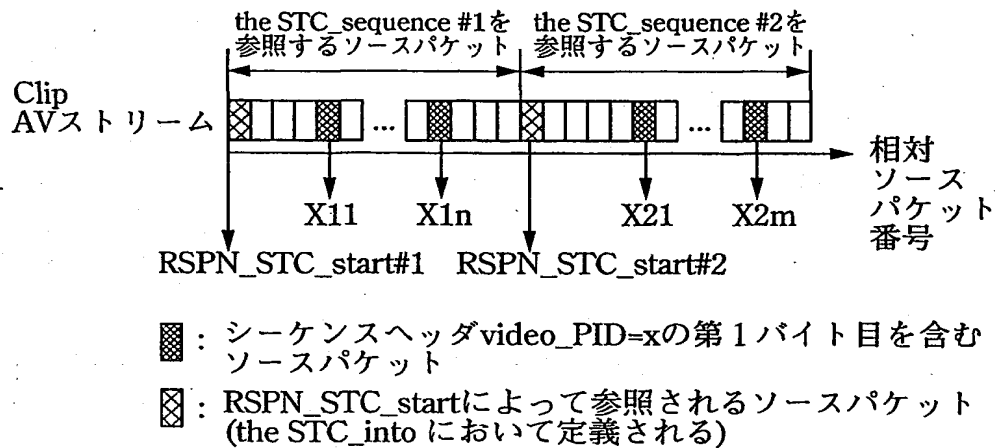 the STC_sequence #1を
参照するソースパケット
the STC_sequence #2を
参照するソースパケット
Clip
AVストリーム
...
...
相対
ソース
パケット
番号
X11
X1n
X21
X2m
RSPN_STC_start#1
RSPN_STC_start#2
: シーケンスヘッダvideo_PID=xの第1バイト目を含む
ソースパケット
: RSPN_STC_startによって参照されるソースパケット
(the STC_into において定義される)